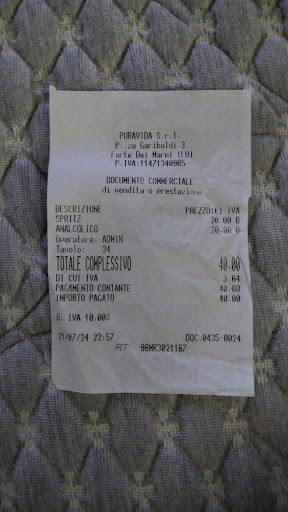 PURAVIDA S.r.l.
P.za Garibaldi 3
Forte Dei Marmi (LU)
P.IVA:11471340965
DOCUMENTO COMMERCIALE
di vendita o prestazione
DESCRIZIONE PREZZO(€) IVA
SPRITZ 20.00 B
ANALCOLICO 20.00 B
Operatore: ADMIN
Tavolo: 34
TOTALE COMPLESSIVO 40.00
DI CUI IVA 3.64
PAGAMENTO CONTANTE 40.00
IMPORTO PAGATO 40.00
B: IVA 10.00%
21/07/24 22:57 DOC.0435-0024
RT 96MK3021167